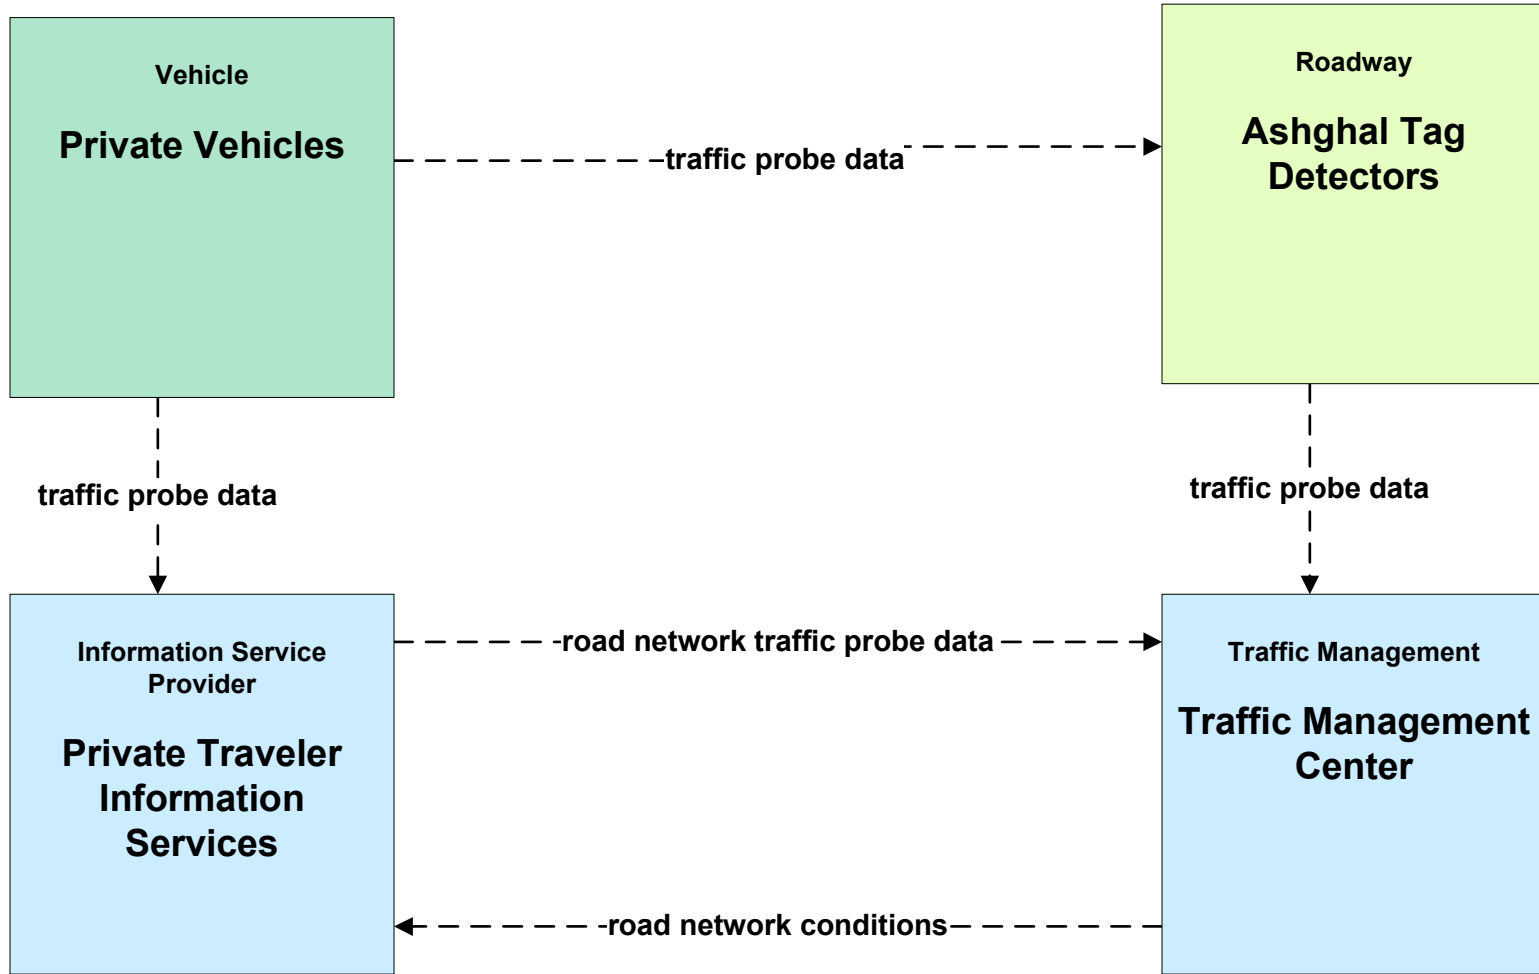 Vehicle
Private Vehicles
traffic probe data
Roadway
Ashghal Tag
Detectors
traffic probe data
traffic probe data
Information Service
Provider
Private Traveler
Information
Services
road network traffic probe data
Traffic Management
Traffic Management
Center
road network conditions